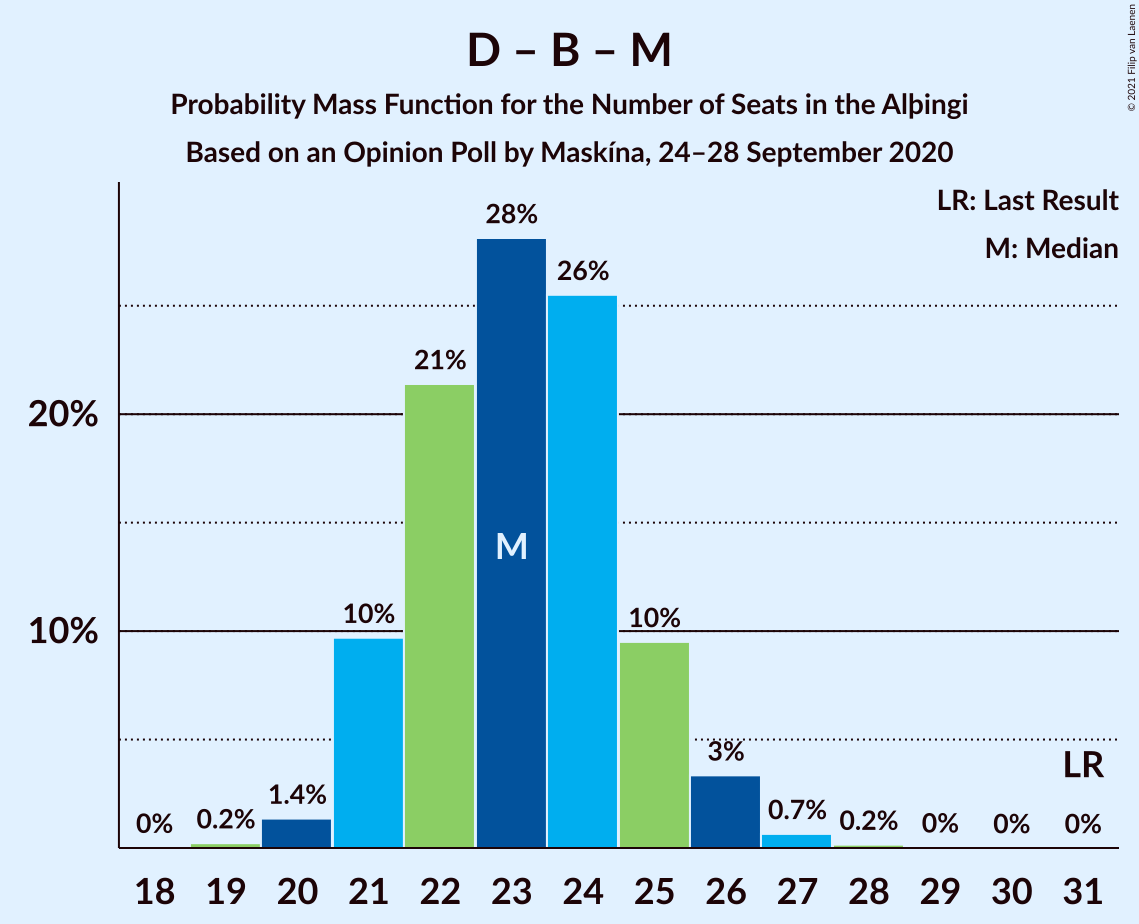 D – B – M
Probability Mass Function for the Number of Seats in the Alþingi
Based on an Opinion Poll by Maskína, 24–28 September 2020
© 2021 Filip van Laenen
LR: Last Result
M: Median
28%
26%
21%
20%
M
10%
10%
10%
3%
LR
1.4%
0.7%
0%
0.2%
0.2%
0%
0%
0%
18 19 20 21 22 23 24 25 26 27 28 29 30 31